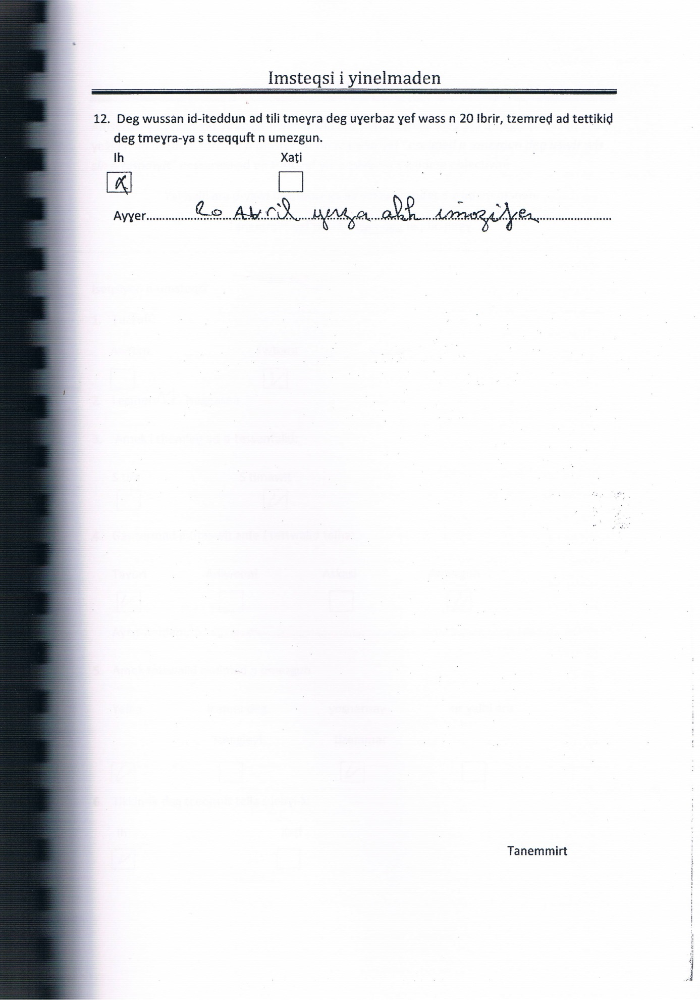 Imsteqsi i yinelmaden
12. Deg wussan id-iteddun ad tili tmeɣra deg uɣerbaz ɣef wass n 20 Ibrir, tzemreḍ ad tettikiḍ
deg tmeɣra-ya s tceqquft n umezgun.
Ih Xaṭi
Ayɣer.......... 20 Abril yerza akk imaziɣen ..........
Tanemmirt